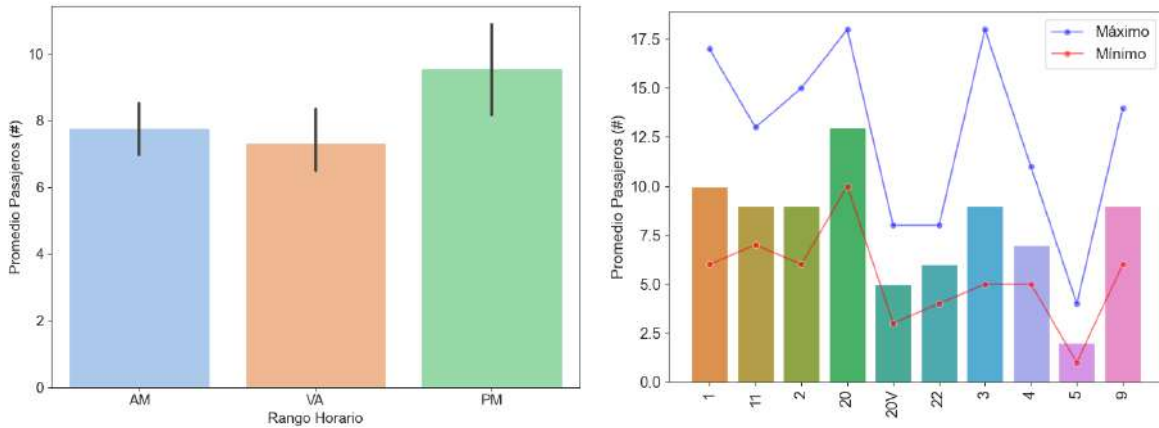 Promedio Pasajeros (#)
10
8
6
4
2
0
AM VA PM
Rango Horario
Promedio Pasajeros (#)
17.5
15.0
12.5
10.0
7.5
5.0
2.5
0.0
Máximo
Mínimo
1 11 2 20 20V 22 3 4 5 9